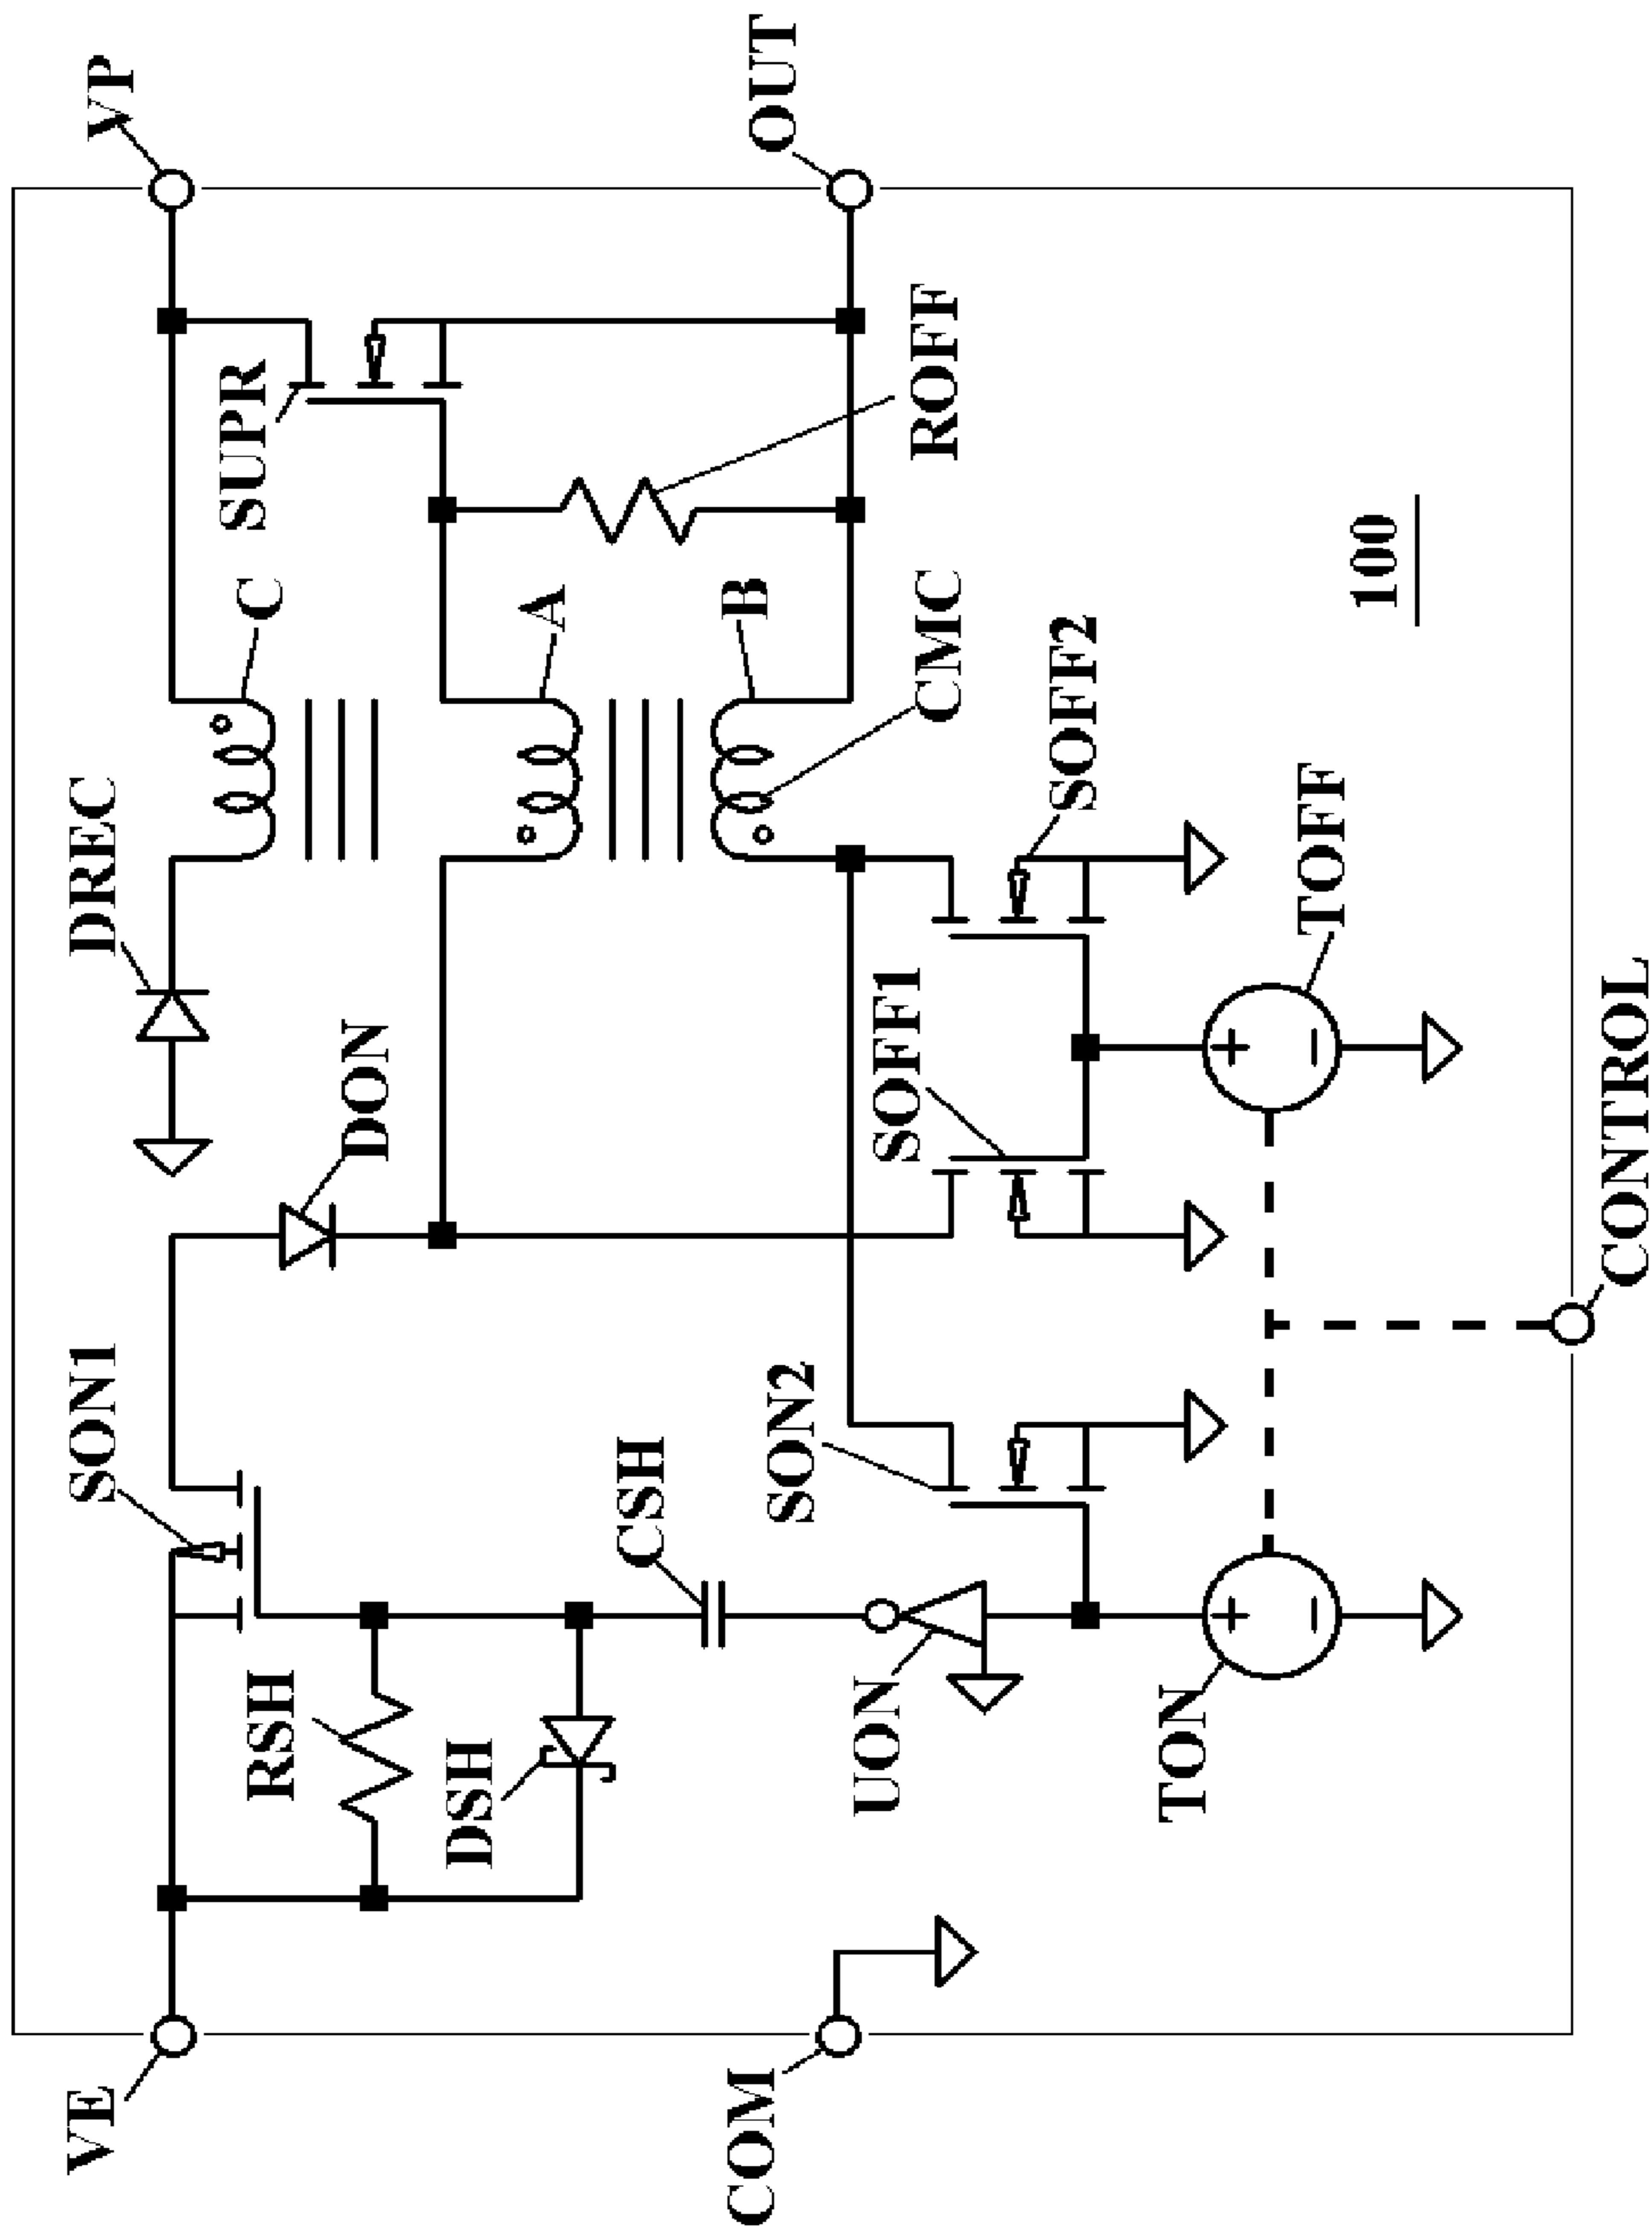 VE
SON1
DREC
VP
RSH
DON
C
SUPR
DSH
CSH
A
COM
SON2
B
OUT
UON
SOFF1
CMC
ROFF
SOFF2
TON
+
−
TOFF
+
−
100
CONTROL